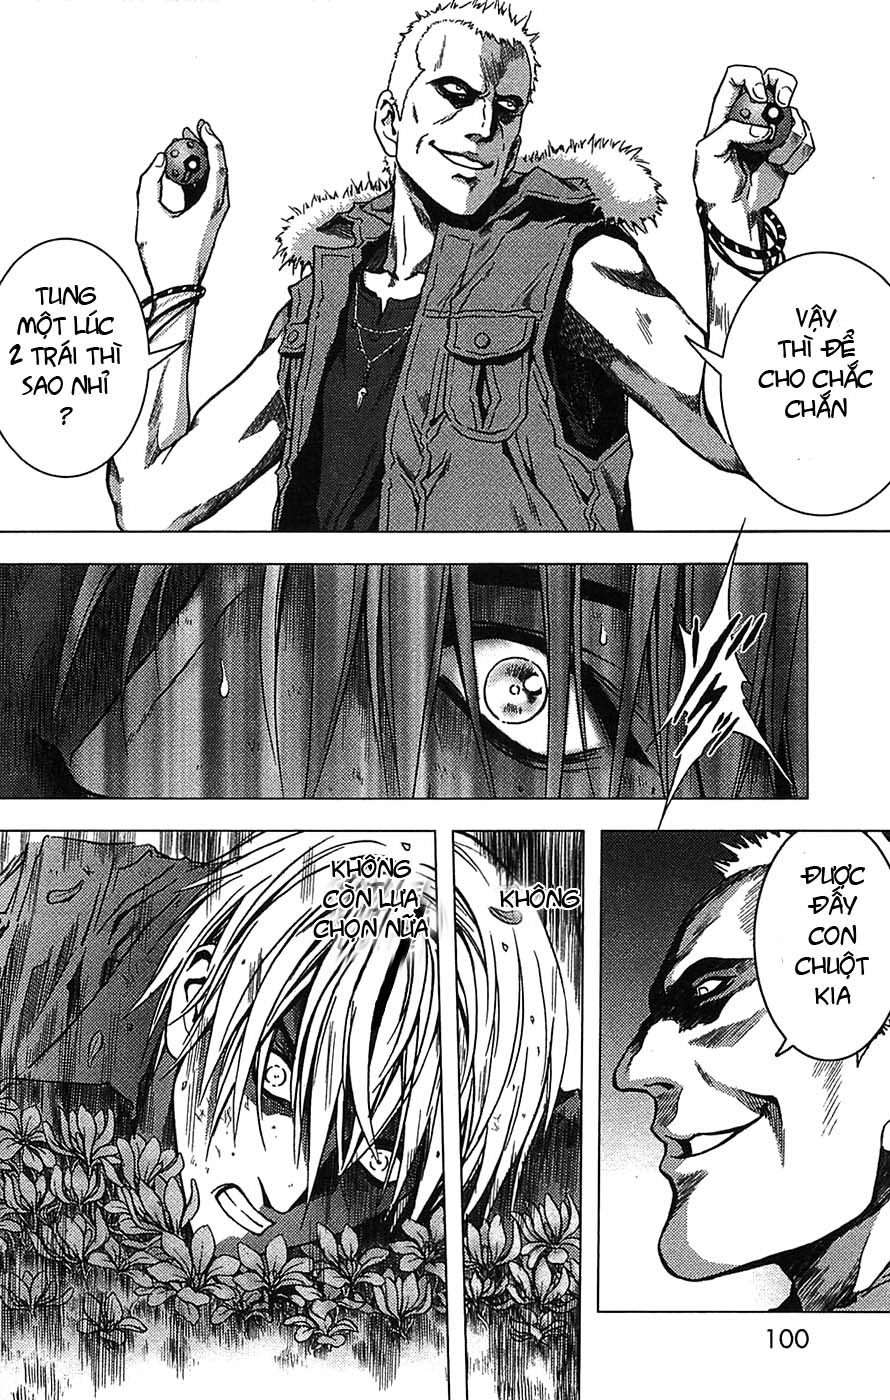 VẬY
THÌ ĐỂ
CHO CHẮC
CHẮN
TUNG
MỘT LÚC
2 TRÁI THÌ
SAO NHỈ
?
ĐƯỢC
ĐẤY
CON
CHUỘT
KIA
KHÔNG
KHÔNG
CÒN LỰA
CHỌN NỮA
100